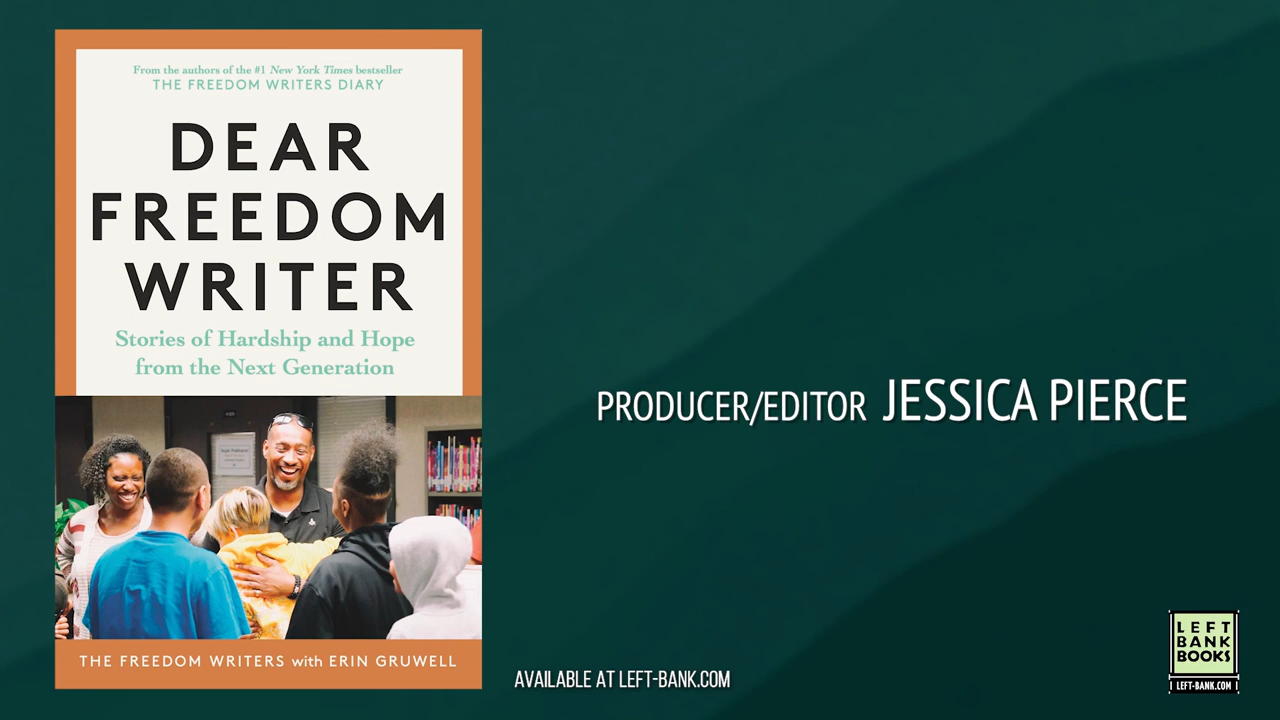 From the authors of the #1 New York Times bestseller
THE FREEDOM WRITERS DIARY
DEAR
FREEDOM
WRITER
Stories of Hardship and Hope
from the Next Generation
THE FREEDOM WRITERS with ERIN GRUWELL
PRODUCER/EDITOR JESSICA PIERCE
AVAILABLE AT LEFT-BANK.COM
LEFT
BANK
BOOKS
LEFT-BANK.COM